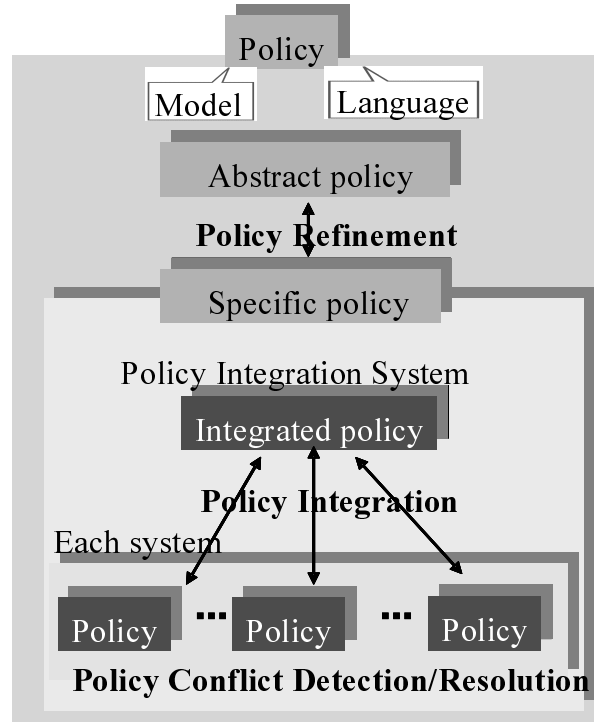 Policy
Model
Language
Abstract policy
Policy Refinement
Specific policy
Policy Integration System
Integrated policy
Policy Integration
Each system
Policy ... Policy ... Policy
Policy Conflict Detection/Resolution